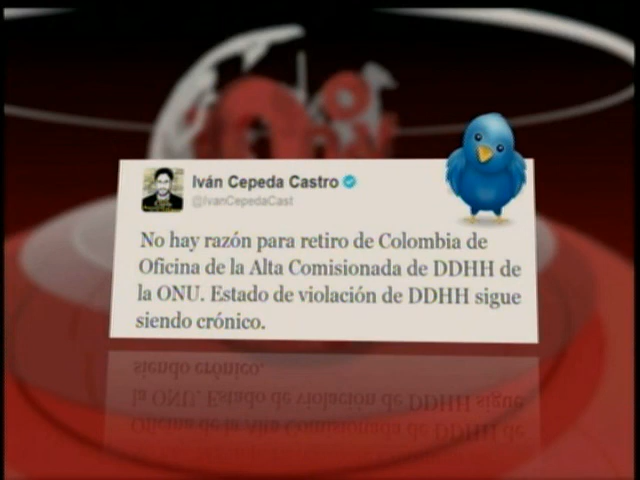 Iván Cepeda Castro
@IvanCepedaCast
No hay razón para retiro de Colombia de
Oficina de la Alta Comisionada de DDHH de
la ONU. Estado de violación de DDHH sigue
siendo crónico.